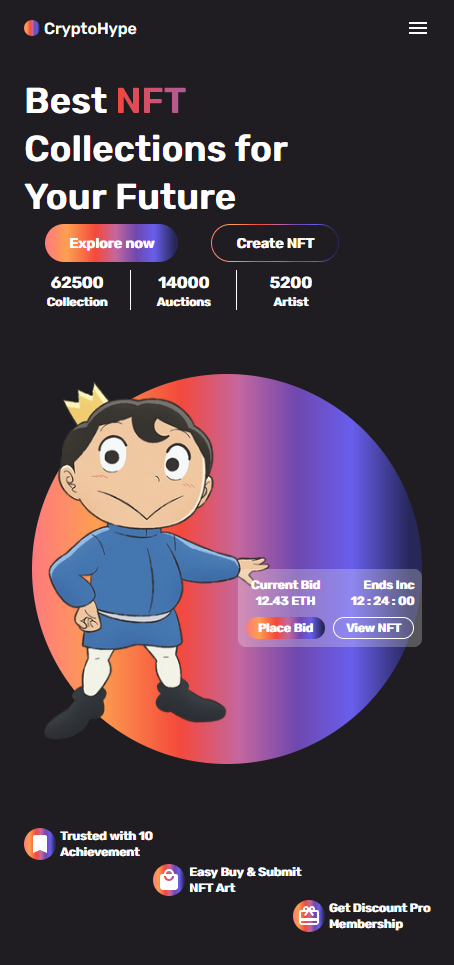 CryptoHype
Best NFT
Collections for
Your Future
Explore now
Create NFT
62500
Collection
14000
Auctions
5200
Artist
Current Bid
12.43 ETH
Ends Inc
12 : 24 : 00
Place Bid
View NFT
Trusted with 10
Achievement
Easy Buy & Submit
NFT Art
Get Discount Pro
Membership